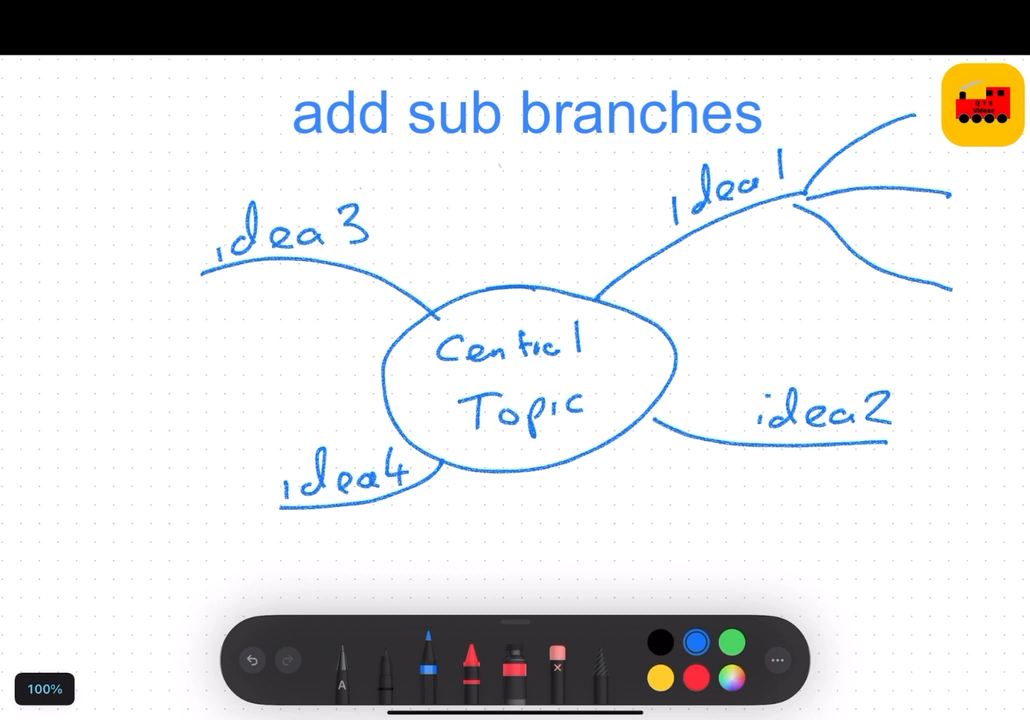 add sub branches
idea1
idea3
Central
Topic
idea2
idea4
A
100%